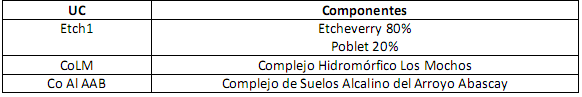 UC Componentes
Etch1 Etcheverry 80%
Poblet 20%
CoLM Complejo Hidromórfico Los Mochos
Co Al AAB Complejo de Suelos Alcalino del Arroyo Abascay